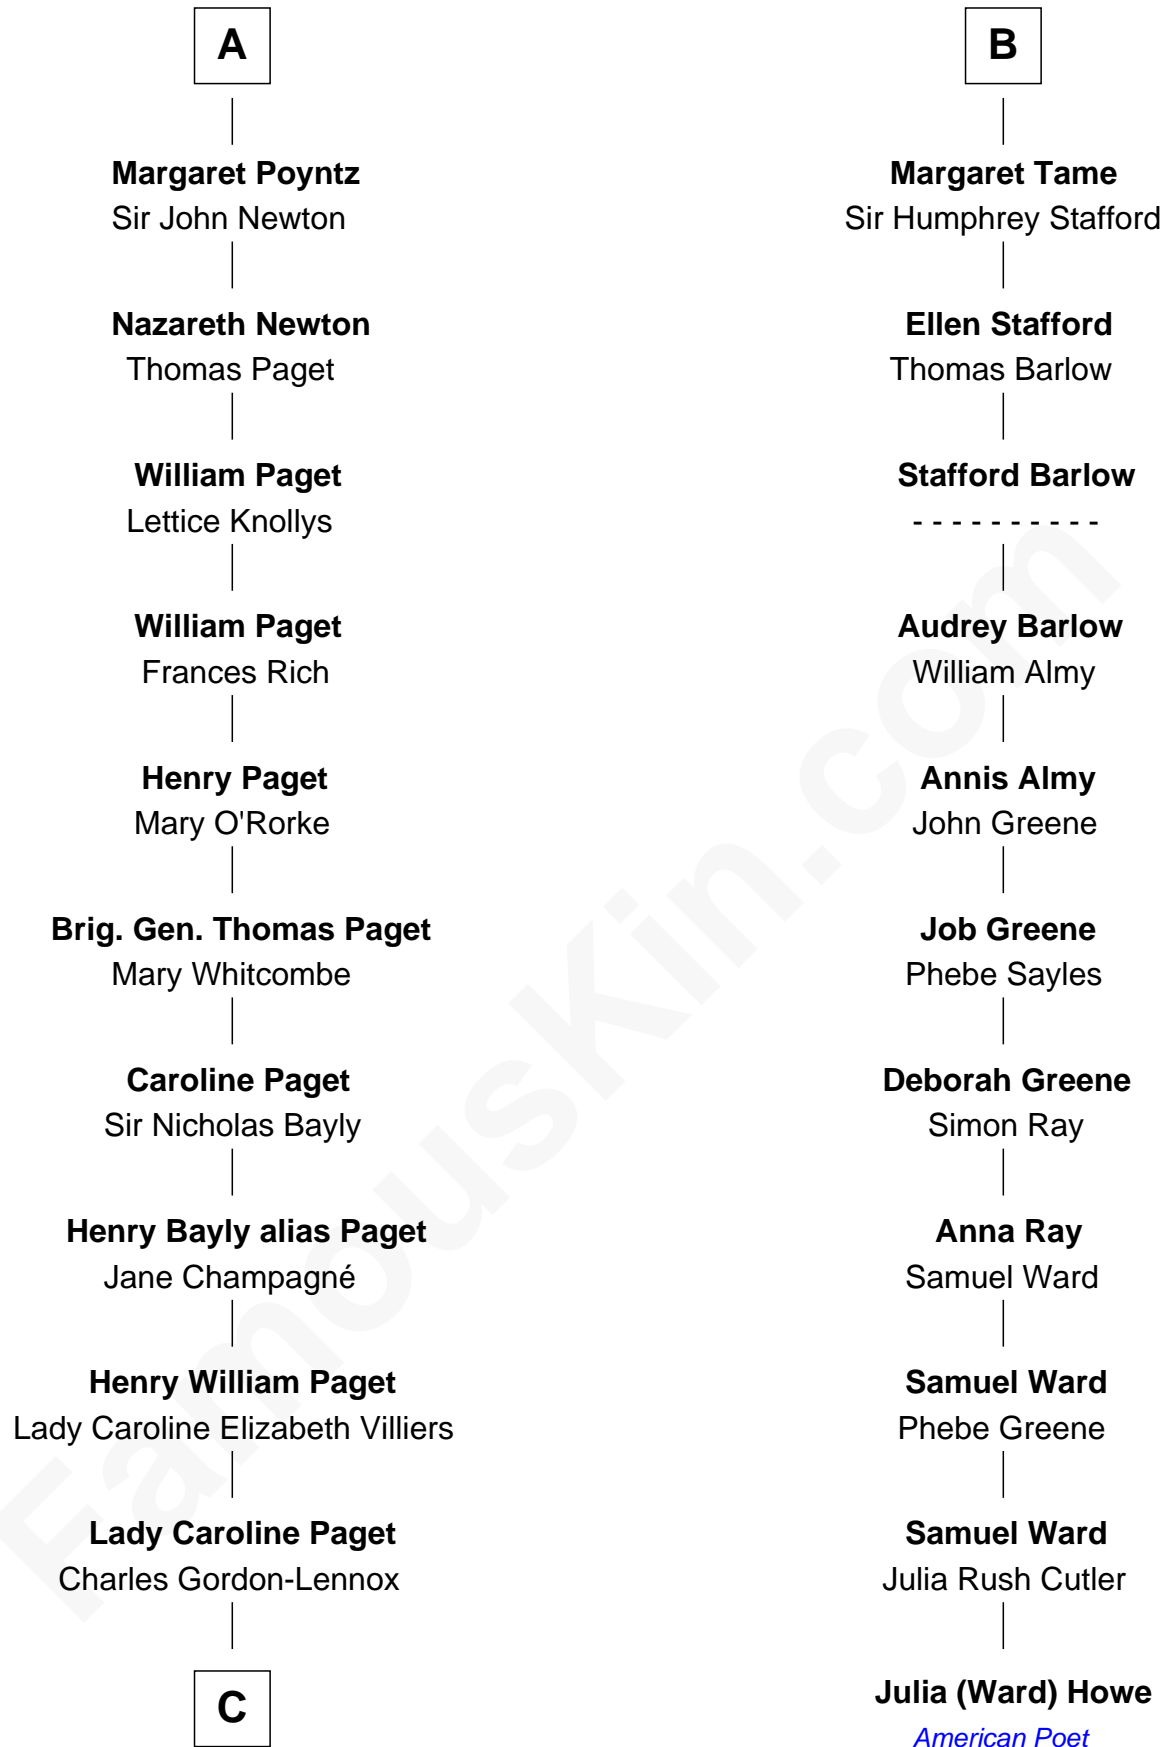 A
Margaret Poyntz
Sir John Newton
Nazareth Newton
Thomas Paget
William Paget
Lettice Knollys
William Paget
Frances Rich
Henry Paget
Mary O'Rorke
Brig. Gen. Thomas Paget
Mary Whitcombe
Caroline Paget
Sir Nicholas Bayly
Henry Bayly alias Paget
Jane Champagné
Henry William Paget
Lady Caroline Elizabeth Villiers
Lady Caroline Paget
Charles Gordon-Lennox
C
B
Margaret Tame
Sir Humphrey Stafford
Ellen Stafford
Thomas Barlow
Stafford Barlow
- - - - - - - - - -
Audrey Barlow
William Almy
Annis Almy
John Greene
Job Greene
Phebe Sayles
Deborah Greene
Simon Ray
Anna Ray
Samuel Ward
Samuel Ward
Phebe Greene
Samuel Ward
Julia Rush Cutler
Julia (Ward) Howe
American Poet
FamousKin.com